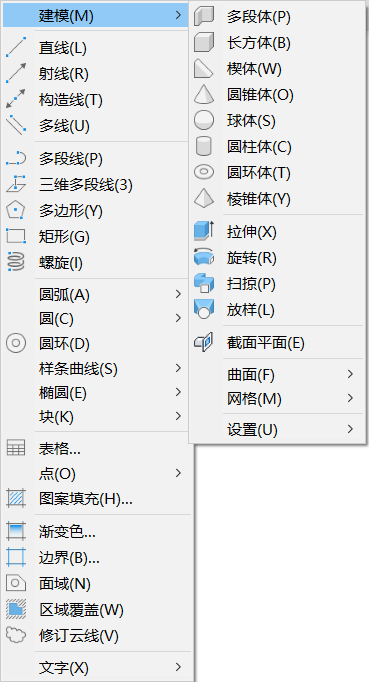 建模(M)
直线(L)
射线(R)
构造线(T)
多线(U)
多段线(P)
三维多段线(3)
多边形(Y)
矩形(G)
螺旋(I)
圆弧(A)
圆(C)
圆环(D)
样条曲线(S)
椭圆(E)
块(K)
表格...
点(O)
图案填充(H)...
渐变色...
边界(B)...
面域(N)
区域覆盖(W)
修订云线(V)
文字(X)
多段体(P)
长方体(B)
楔体(W)
圆锥体(O)
球体(S)
圆柱体(C)
圆环体(T)
棱锥体(Y)
拉伸(X)
旋转(R)
扫掠(P)
放样(L)
截面平面(E)
曲面(F)
网格(M)
设置(U)